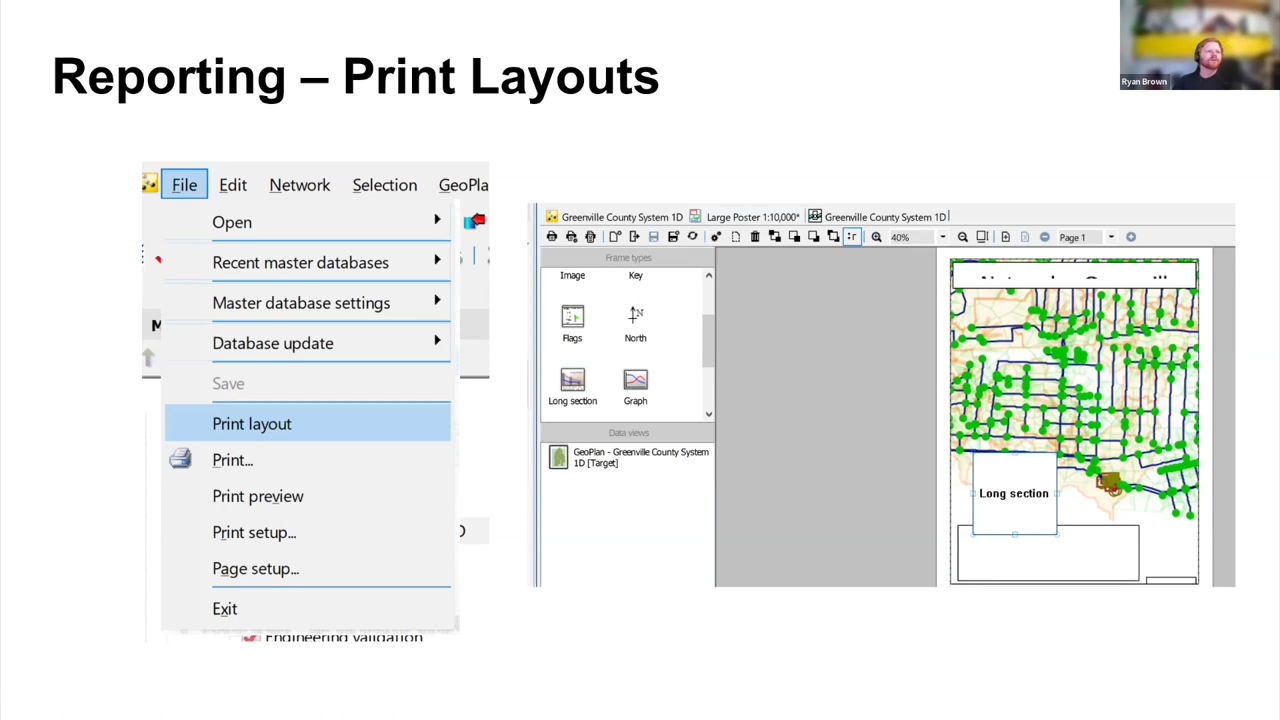 Reporting – Print Layouts
Ryan Brown
File Edit Network Selection GeoPla
Open
Recent master databases
Master database settings
Database update
Save
Print layout
Print...
Print preview
Print setup...
Page setup...
Exit
Engineering validation
Greenville County System 1D Large Poster 1:10,000* Greenville County System 1D
40% Page 1
Frame types
Image Key
Flags North
Long section Graph
Data views
GeoPlan - Greenville County System
1D [Target]
Long section